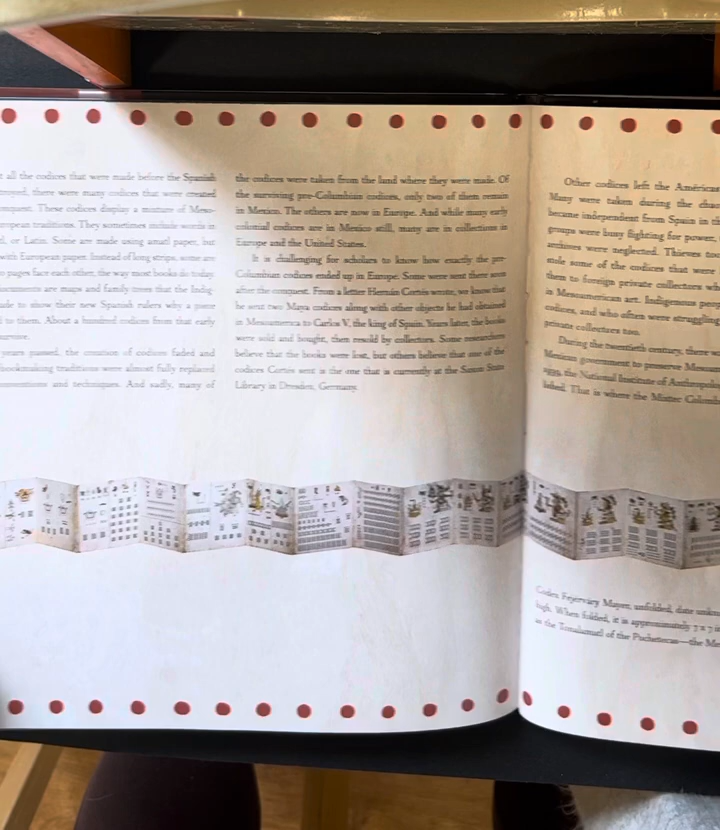 all the codices that were made before the Spanish
there were many codices that were created
These codices display a mixture of Meso-
traditions. They sometimes include words in
or Latin. Some are made using amatl paper, but
with European paper. Instead of long strips, some are
pages face each other, the way most books do today.
are maps and family trees that the Indig-
to show their new Spanish rulers why a piece
to them. About a hundred codices from that early
survive.
years passed, the creation of codices faded and
bookmaking traditions were almost fully replaced
conventions and techniques. And sadly, many of
the codices were taken from the land where they were made. Of
the surviving pre-Columbian codices, only two of them remain
in Mexico. The others are now in Europe. And while many early
colonial codices are in Mexico still, many are in collections in
Europe and the United States.
It is challenging for scholars to know how exactly the pre-
Columbian codices ended up in Europe. Some were sent there soon
after the conquest. From a letter Hernán Cortés wrote, we know that
he sent two Maya codices along with other objects he had obtained
in Mesoamerica to Carlos V, the king of Spain. Years later, the books
were sold and bought, then resold by collectors. Some researchers
believe that the books were lost, but others believe that one of the
codices Cortés sent is the one that is currently at the Saxon State
Library in Dresden, Germany.
Other codices left the
Many were taken during the
became independent from Spain in
groups were busy fighting for power,
archives were neglected. Thieves
stole some of the codices that were
them to foreign private collectors
in Mesoamerican art. Indigenous
codices, and who often were struggling
private collectors too.
During the twentieth century, there
Mexican government to preserve
the National Institute of
That is where the
Codex Fejérváry Mayer, unfolded, date
high. When folded, it is approximately 7 x 7
as the Tonalamatl of the Pochtecas—the